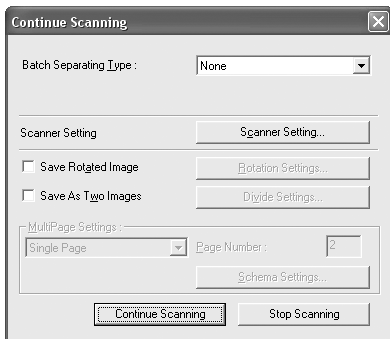 Continue Scanning
Batch Separating Type : None
Scanner Setting Scanner Setting...
Save Rotated Image Rotation Settings...
Save As Two Images Divide Settings...
MultiPage Settings :
Single Page Page Number : 2
Schema Settings...
Continue Scanning Stop Scanning